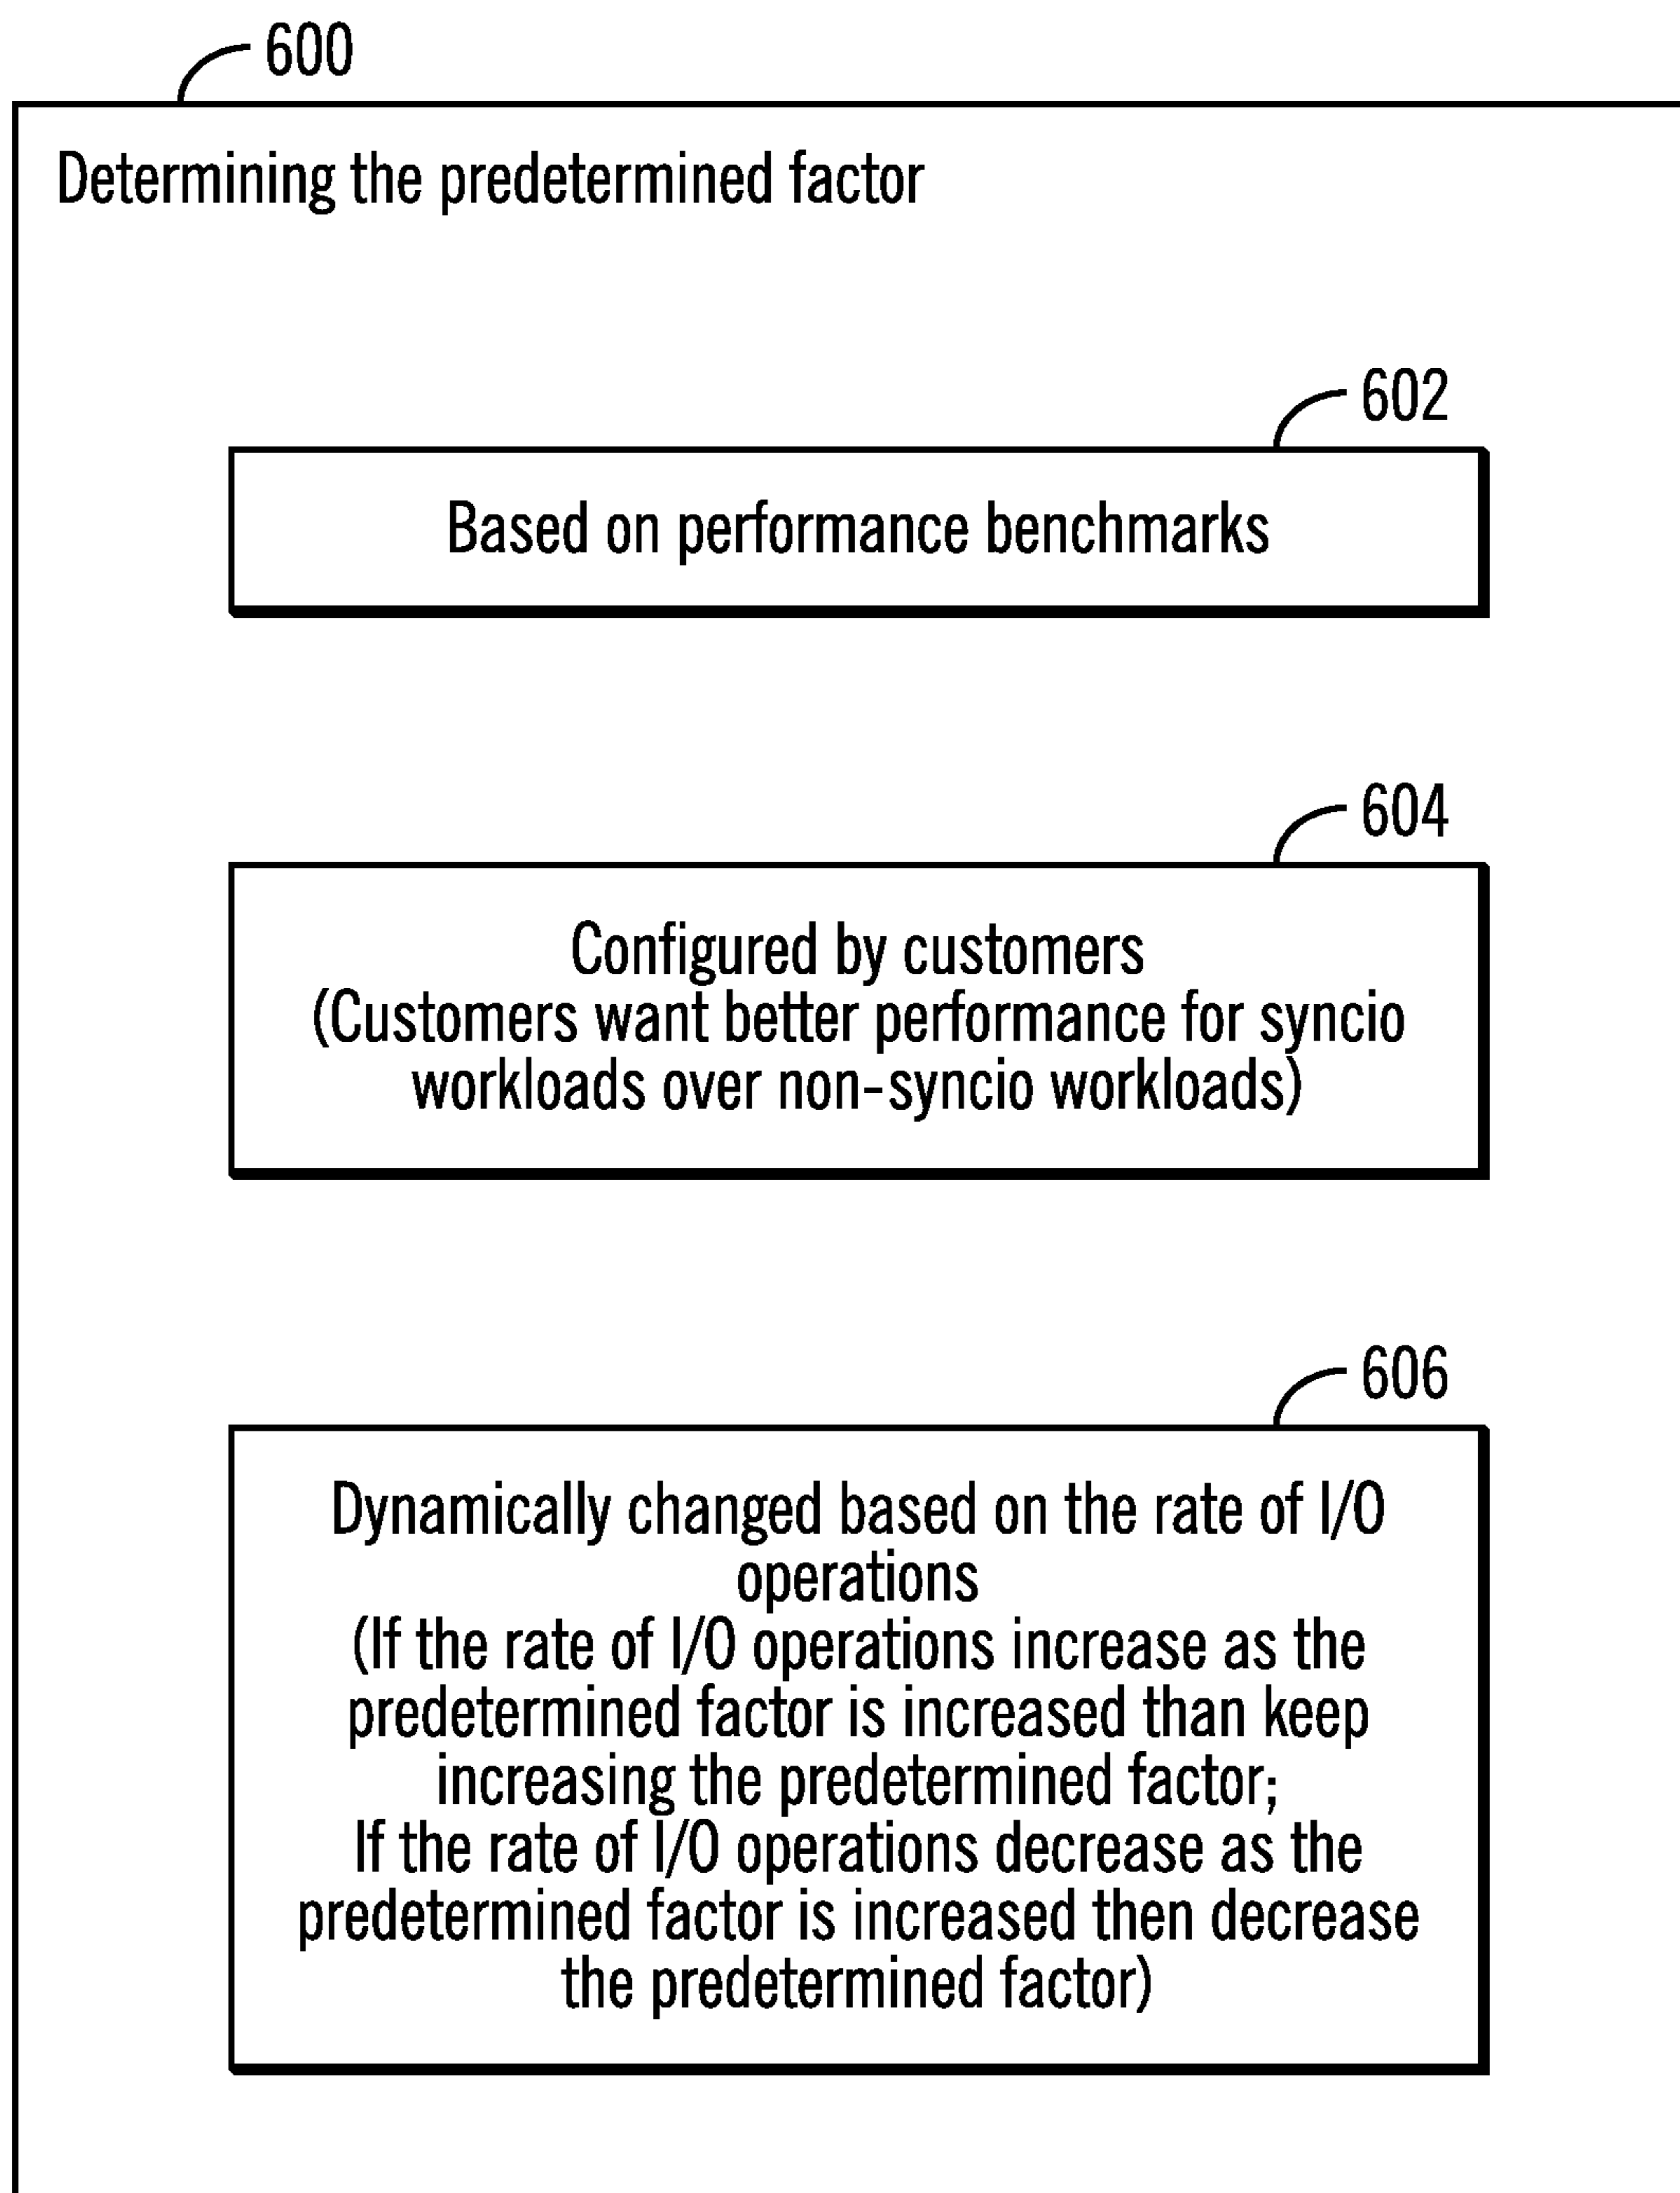 600
Determining the predetermined factor
602
Based on performance benchmarks
604
Configured by customers
(Customers want better performance for syncio
workloads over non-syncio workloads)
606
Dynamically changed based on the rate of I/O
operations
(If the rate of I/O operations increase as the
predetermined factor is increased than keep
increasing the predetermined factor;
If the rate of I/O operations decrease as the
predetermined factor is increased then decrease
the predetermined factor)